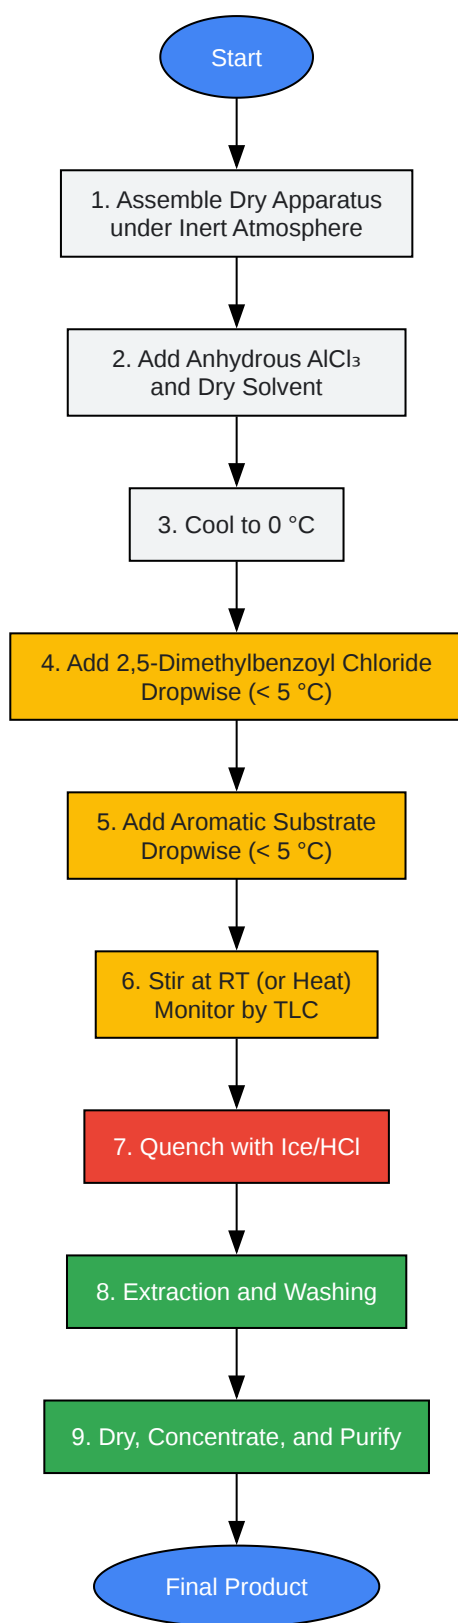 Start
1. Assemble Dry Apparatus
under Inert Atmosphere
2. Add Anhydrous AlCl₃
and Dry Solvent
3. Cool to 0 °C
4. Add 2,5-Dimethylbenzoyl Chloride
Dropwise (< 5 °C)
5. Add Aromatic Substrate
Dropwise (< 5 °C)
6. Stir at RT (or Heat)
Monitor by TLC
7. Quench with Ice/HCl
8. Extraction and Washing
9. Dry, Concentrate, and Purify
Final Product